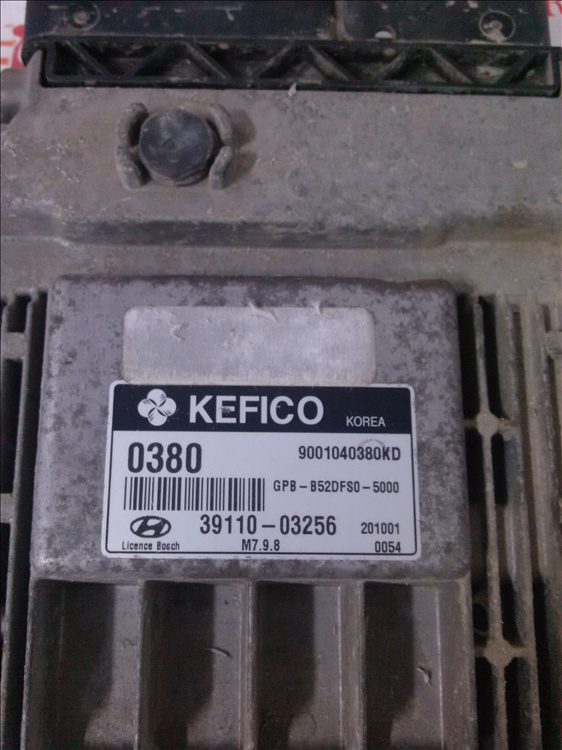 KEFICO KOREA
0380 9001040380KD
GPB-B52DFS0-5000
39110-03256 201001
Licence Bosch M7.9.8 0054